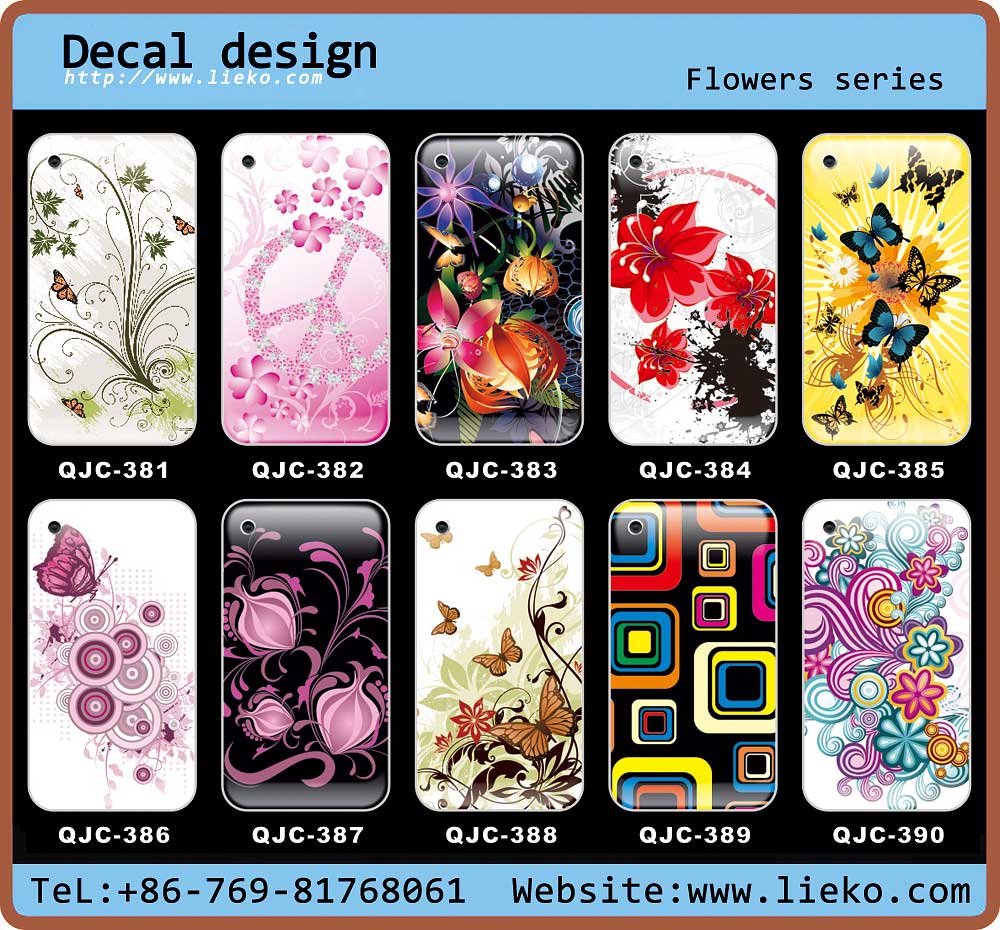 Decal design
http://www.lieko.com
Flowers series
QJC-381 QJC-382 QJC-383 QJC-384 QJC-385
QJC-386 QJC-387 QJC-388 QJC-389 QJC-390
TeL:+86-769-81768061 Website:www.lieko.com